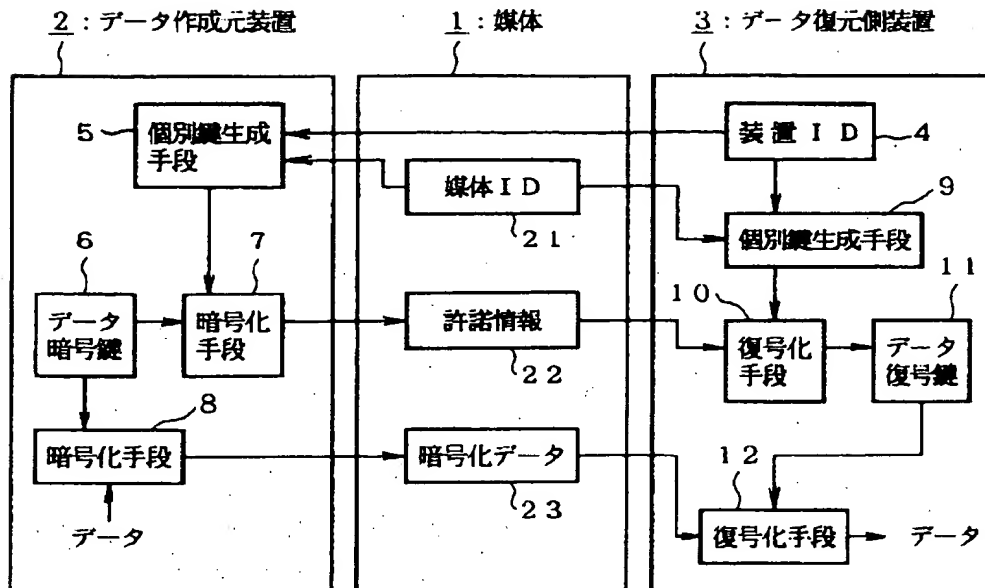 2：データ作成元装置
1：媒体
3：データ復元側装置
5
個別鍵生成
手段
装置ＩＤ
4
媒体ＩＤ
21
9
個別鍵生成手段
6
7
データ
暗号鍵
暗号化
手段
許諾情報
22
10
11
復号化
手段
データ
復号鍵
8
暗号化手段
暗号化データ
23
12
データ
復号化手段
データ